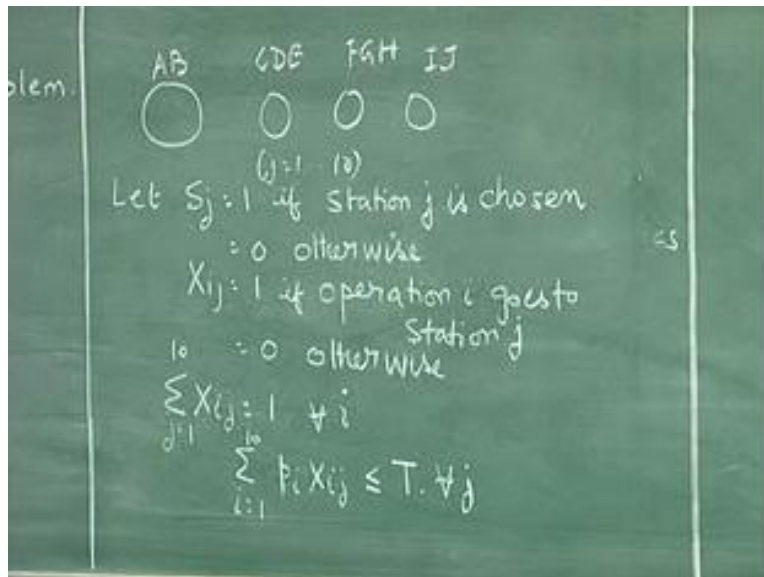 olem.
AB CDE FGH IJ
(j=1 10)
Let Sj = 1 if station j is chosen
= 0 otherwise
Xij = 1 if operation i goes to
Station j
= 0 otherwise
10
∑ Xij = 1 ∀ i
j=1
10
∑ pi Xij ≤ T. ∀ j
i=1
es